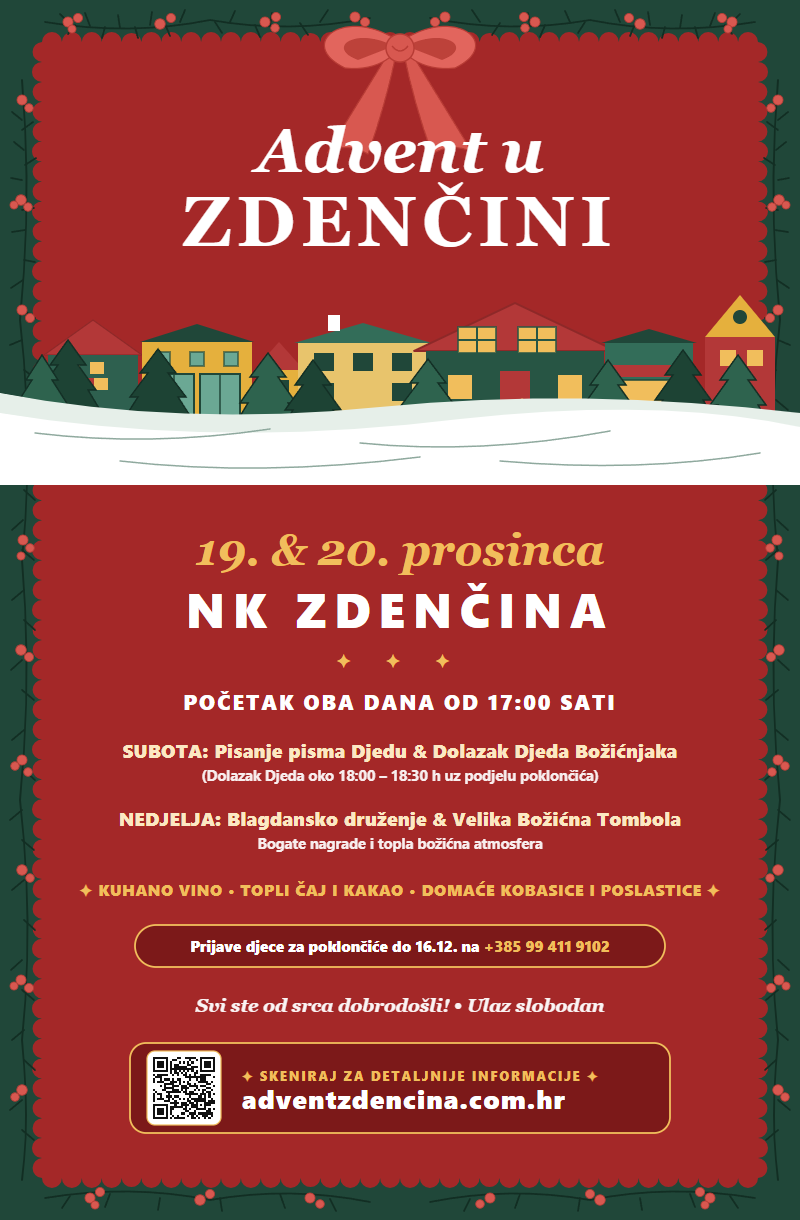 Advent u
ZDENČINI
19. & 20. prosinca
NK ZDENČINA
POČETAK OBA DANA OD 17:00 SATI
SUBOTA: Pisanje pisma Djedu & Dolazak Djeda Božićnjaka
(Dolazak Djeda oko 18:00 – 18:30 h uz podjelu poklončića)
NEDJELJA: Blagdansko druženje & Velika Božićna Tombola
Bogate nagrade i topla božićna atmosfera
✦ KUHANO VINO • TOPLI ČAJ I KAKAO • DOMAĆE KOBASICE I POSLASTICE ✦
Prijave djece za poklončiće do 16.12. na +385 99 411 9102
Svi ste od srca dobrodošli! • Ulaz slobodan
✦ SKENIRAJ ZA DETALJNIJE INFORMACIJE ✦
adventzdencina.com.hr